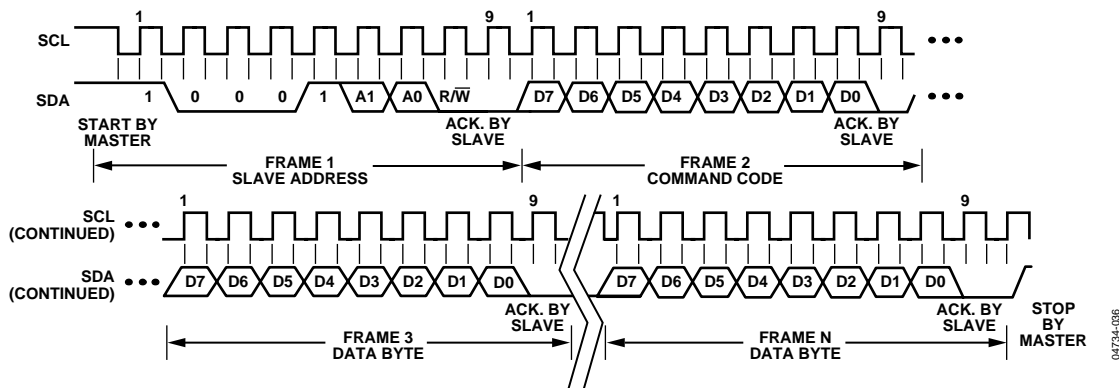 1 9 1 9
SCL
SDA 1 0 0 0 1 A1 A0 R/W̅ D7 D6 D5 D4 D3 D2 D1 D0
START BY
MASTER
ACK. BY
SLAVE
ACK. BY
SLAVE
FRAME 1
SLAVE ADDRESS
FRAME 2
COMMAND CODE
1 9 1 9
SCL
(CONTINUED)
SDA
(CONTINUED)
D7 D6 D5 D4 D3 D2 D1 D0 D7 D6 D5 D4 D3 D2 D1 D0
ACK. BY
SLAVE
ACK. BY
SLAVE
STOP
BY
MASTER
FRAME 3
DATA BYTE
FRAME N
DATA BYTE
04734-036